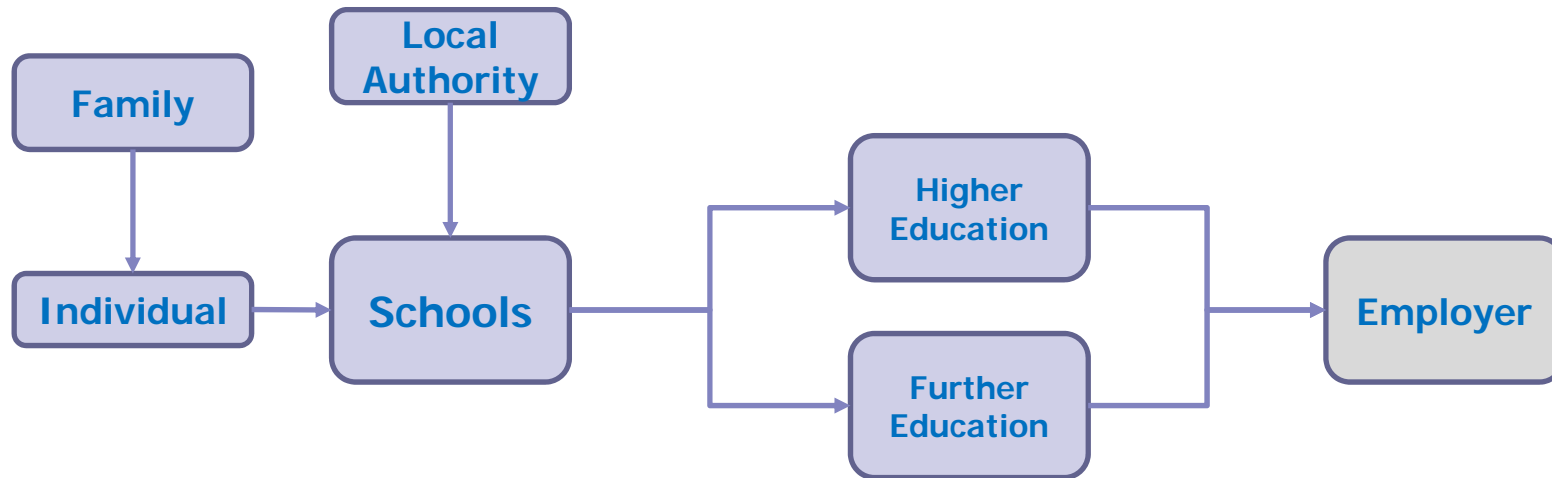 Local
Authority
Family
Higher
Education
Individual
Schools
Employer
Further
Education